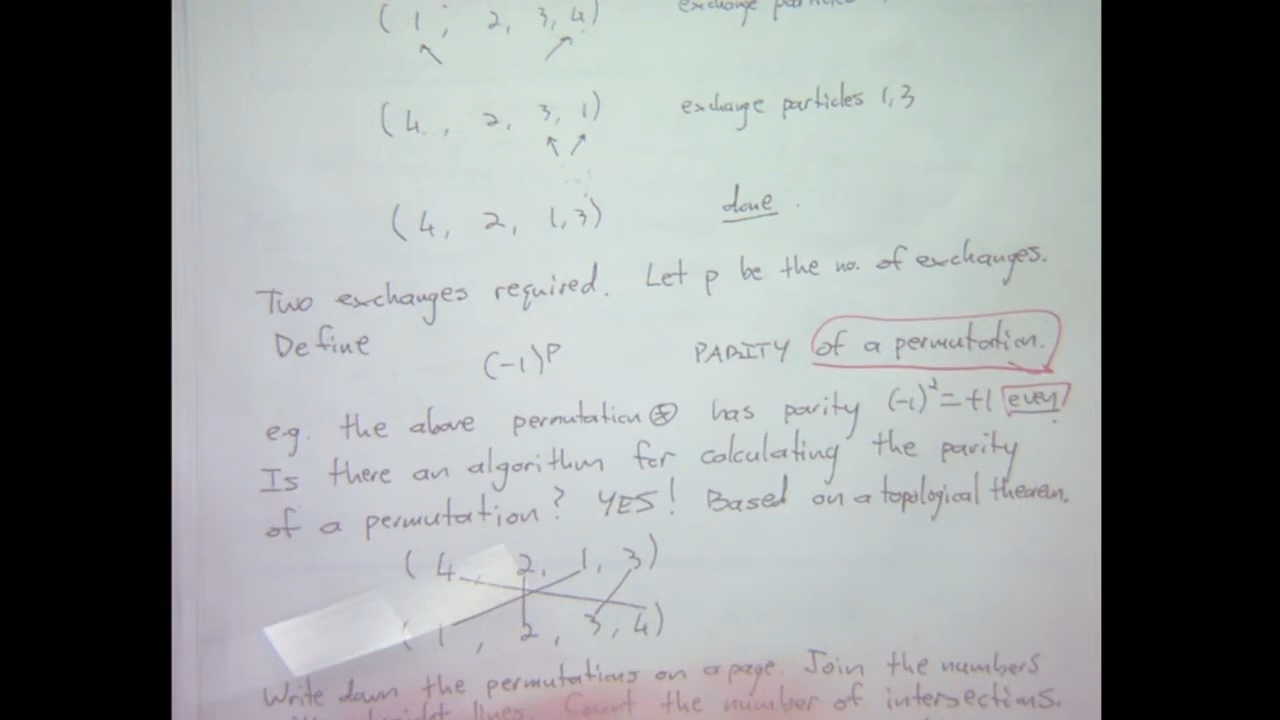 (1, 2, 3, 4) exchange
(4, 2, 3, 1) exchange particles 1,3
(4, 2, 1,3) done.
Two exchanges required. Let p be the no. of exchanges.
Define (-1)^p PARITY of a permutation.
e.g. the above permutation ⊛ has parity (-1)^2 = +1 even
Is there an algorithm for calculating the parity
of a permutation? YES! Based on a topological theorem.
(4, 2, 1, 3)
(1, 2, 3, 4)
Write down the permutations on a page. Join the numbers
lines. Count the number of intersections.